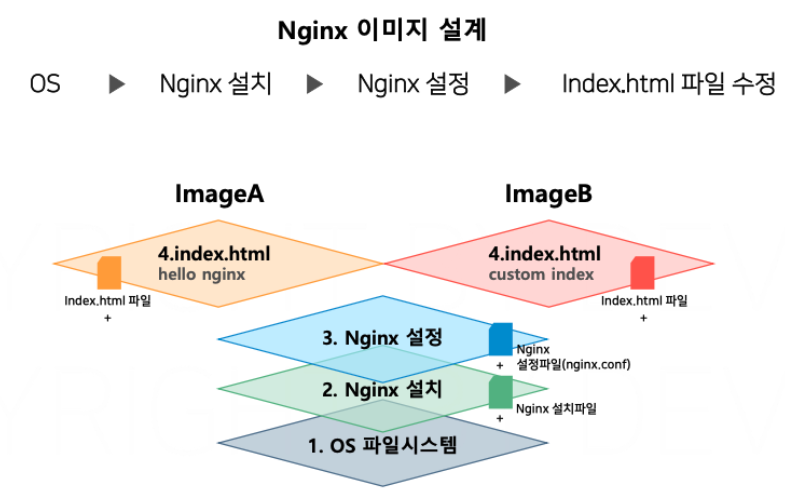 Nginx 이미지 설계
OS ▶ Nginx 설치 ▶ Nginx 설정 ▶ Index.html 파일 수정
ImageA
ImageB
4.index.html
hello nginx
Index.html 파일
+
4.index.html
custom index
Index.html 파일
+
3. Nginx 설정
Nginx
+ 설정파일(nginx.conf)
2. Nginx 설치
Nginx 설치파일
+
1. OS 파일시스템